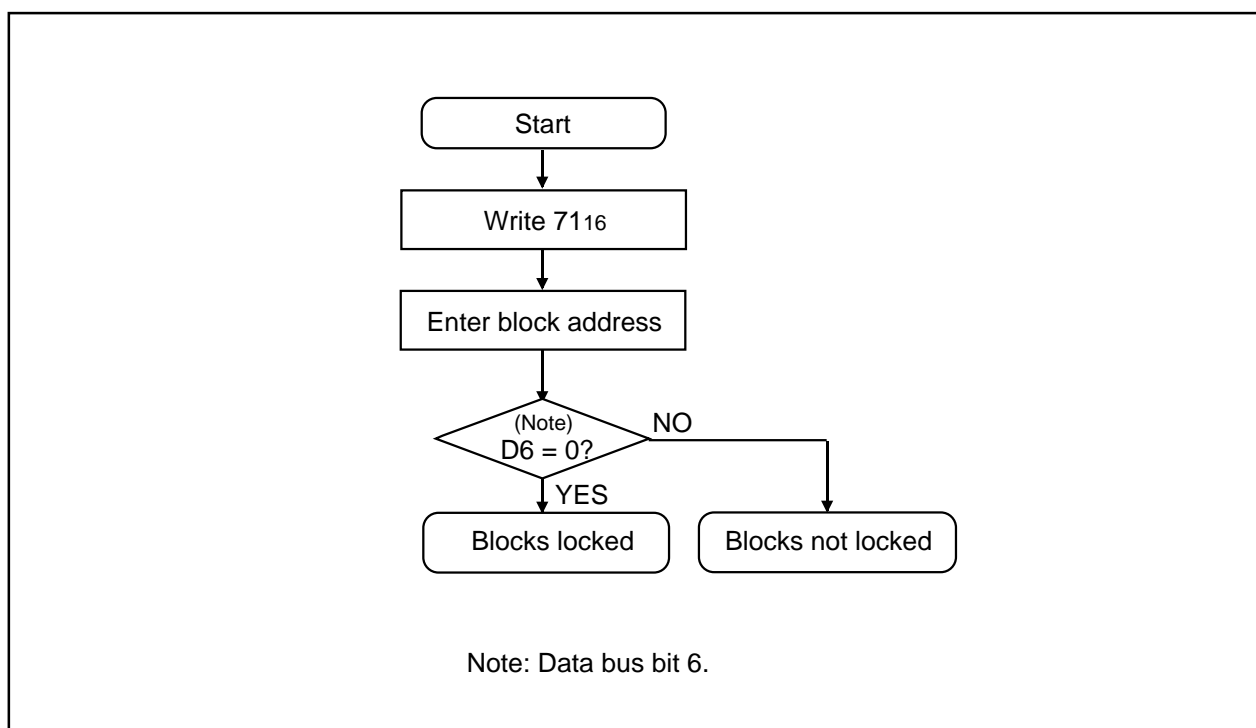 Start
Write 7116
Enter block address
(Note)
D6 = 0?
NO
YES
Blocks locked
Blocks not locked
Note: Data bus bit 6.